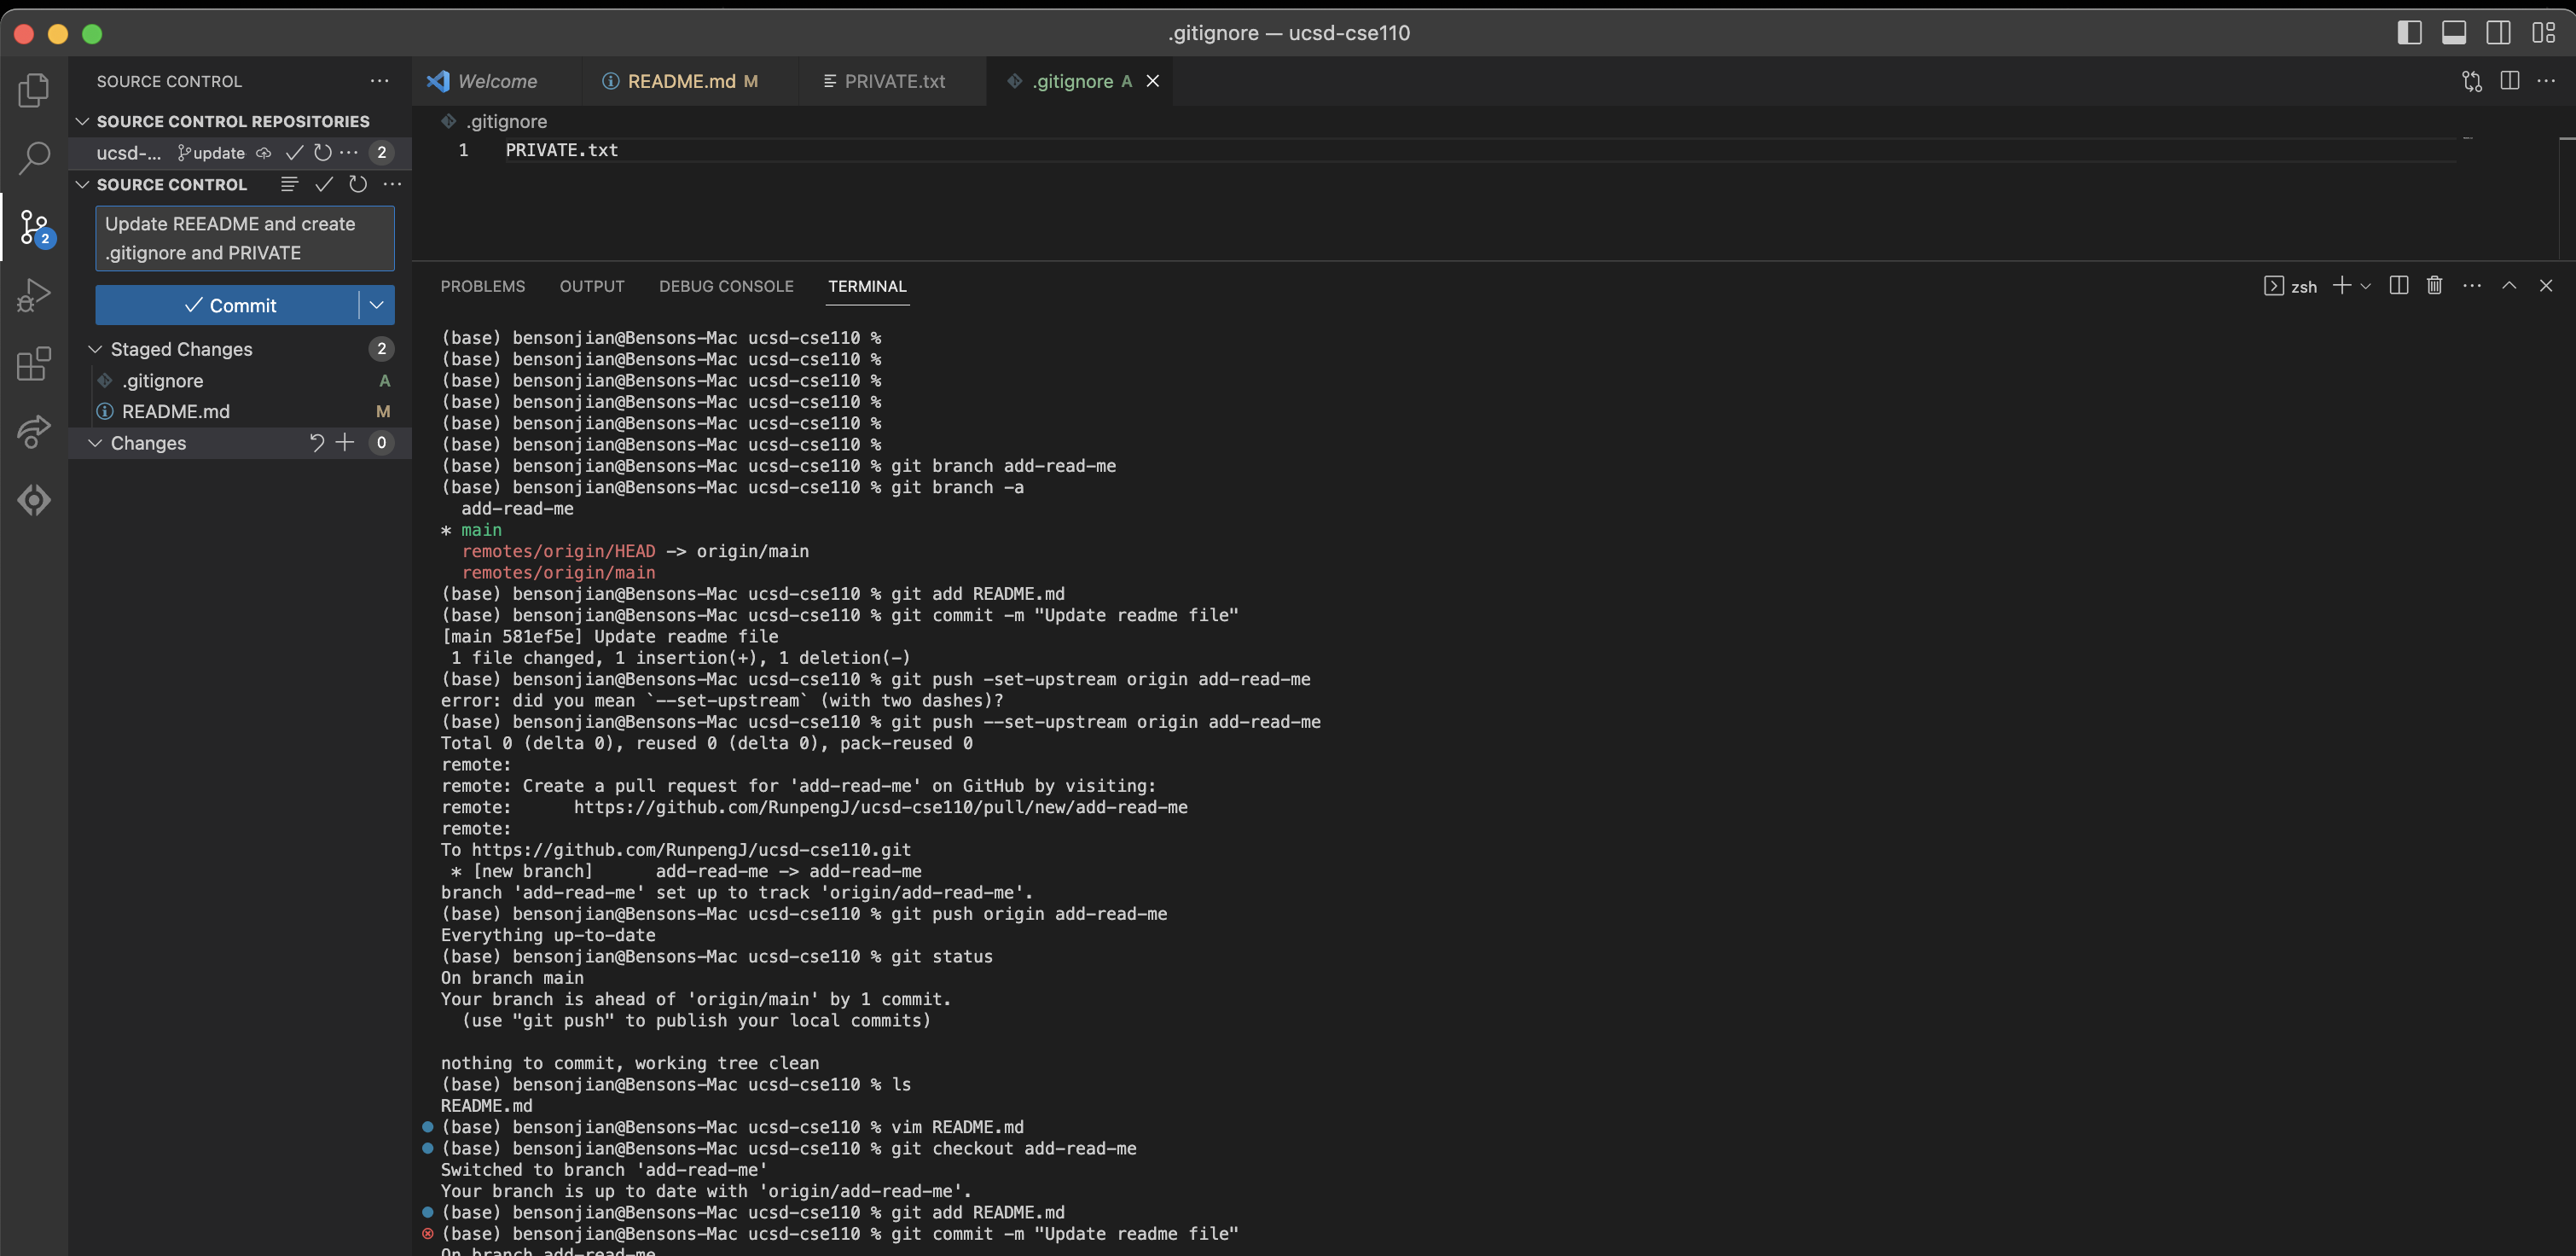 .gitignore — ucsd-cse110
SOURCE CONTROL
Welcome
README.md M
PRIVATE.txt
.gitignore A
SOURCE CONTROL REPOSITORIES
ucsd-... update 2
SOURCE CONTROL
Update REEADME and create
.gitignore and PRIVATE
Commit
Staged Changes 2
.gitignore A
README.md M
Changes 0
2
.gitignore
1 PRIVATE.txt
PROBLEMS OUTPUT DEBUG CONSOLE TERMINAL
zsh
(base) bensonjian@Bensons-Mac ucsd-cse110 %
(base) bensonjian@Bensons-Mac ucsd-cse110 %
(base) bensonjian@Bensons-Mac ucsd-cse110 %
(base) bensonjian@Bensons-Mac ucsd-cse110 %
(base) bensonjian@Bensons-Mac ucsd-cse110 %
(base) bensonjian@Bensons-Mac ucsd-cse110 %
(base) bensonjian@Bensons-Mac ucsd-cse110 % git branch add-read-me
(base) bensonjian@Bensons-Mac ucsd-cse110 % git branch -a
add-read-me
* main
remotes/origin/HEAD -> origin/main
remotes/origin/main
(base) bensonjian@Bensons-Mac ucsd-cse110 % git add README.md
(base) bensonjian@Bensons-Mac ucsd-cse110 % git commit -m "Update readme file"
[main 581ef5e] Update readme file
1 file changed, 1 insertion(+), 1 deletion(-)
(base) bensonjian@Bensons-Mac ucsd-cse110 % git push -set-upstream origin add-read-me
error: did you mean `--set-upstream` (with two dashes)?
(base) bensonjian@Bensons-Mac ucsd-cse110 % git push --set-upstream origin add-read-me
Total 0 (delta 0), reused 0 (delta 0), pack-reused 0
remote:
remote: Create a pull request for 'add-read-me' on GitHub by visiting:
remote: https://github.com/RunpengJ/ucsd-cse110/pull/new/add-read-me
remote:
To https://github.com/RunpengJ/ucsd-cse110.git
* [new branch] add-read-me -> add-read-me
branch 'add-read-me' set up to track 'origin/add-read-me'.
(base) bensonjian@Bensons-Mac ucsd-cse110 % git push origin add-read-me
Everything up-to-date
(base) bensonjian@Bensons-Mac ucsd-cse110 % git status
On branch main
Your branch is ahead of 'origin/main' by 1 commit.
(use "git push" to publish your local commits)
nothing to commit, working tree clean
(base) bensonjian@Bensons-Mac ucsd-cse110 % ls
README.md
(base) bensonjian@Bensons-Mac ucsd-cse110 % vim README.md
(base) bensonjian@Bensons-Mac ucsd-cse110 % git checkout add-read-me
Switched to branch 'add-read-me'
Your branch is up to date with 'origin/add-read-me'.
(base) bensonjian@Bensons-Mac ucsd-cse110 % git add README.md
(base) bensonjian@Bensons-Mac ucsd-cse110 % git commit -m "Update readme file"
On branch add-read-me